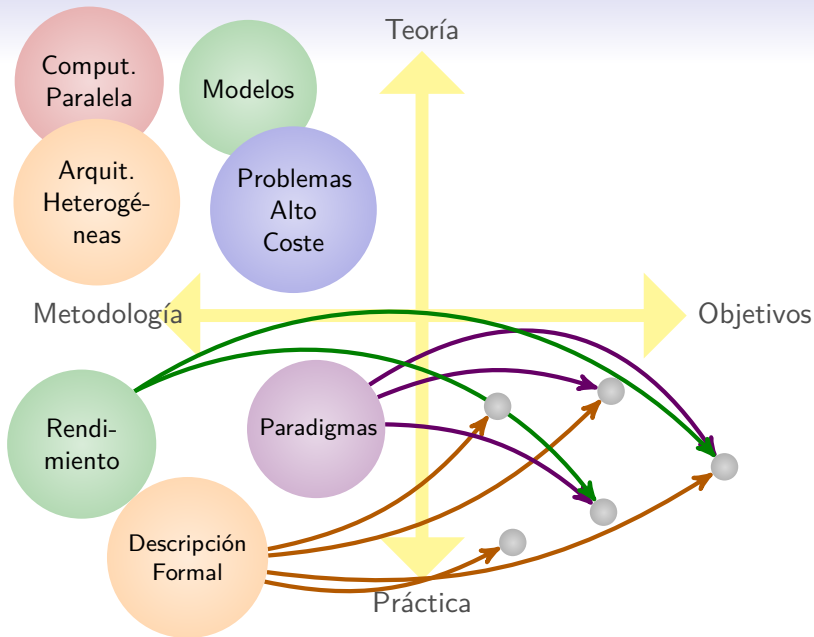 Teoría
Comput.
Paralela
Modelos
Arquit.
Heterogé-
neas
Problemas
Alto
Coste
Metodología
Objetivos
Rendi-
miento
Paradigmas
Descripción
Formal
Práctica